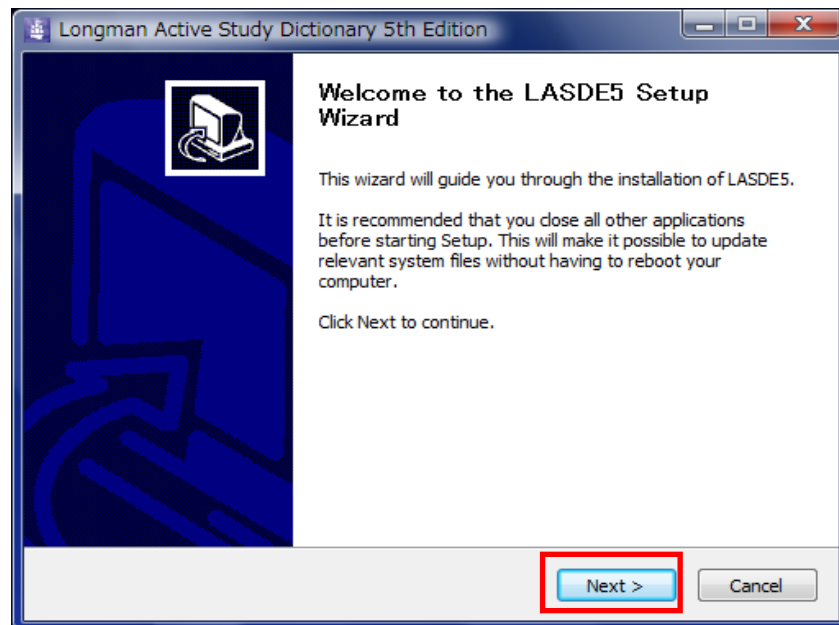 Longman Active Study Dictionary 5th Edition
Welcome to the LASDE5 Setup
Wizard
This wizard will guide you through the installation of LASDE5.
It is recommended that you close all other applications
before starting Setup. This will make it possible to update
relevant system files without having to reboot your
computer.
Click Next to continue.
Next >
Cancel